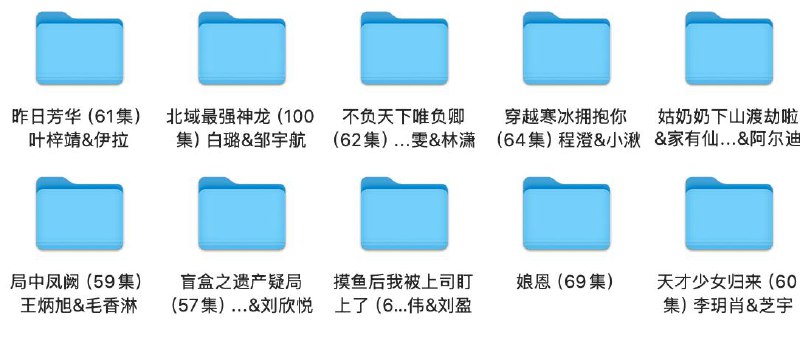 昨日芳华 (61集)
叶梓靖&伊拉
北域最强神龙 (100
集) 白璐&邹宇航
不负天下唯负卿
(62集) ...雯&林潇
穿越寒冰拥抱你
(64集) 程澄&小湫
姑奶奶下山渡劫啦
&家有仙...&阿尔迪
局中凤阙 (59集)
王炳旭&毛香淋
盲盒之遗产疑局
(57集) ...&刘欣悦
摸鱼后我被上司盯
上了 (6...伟&刘盈
娘恩 (69集)
天才少女归来 (60
集) 李玥肖&芝宇